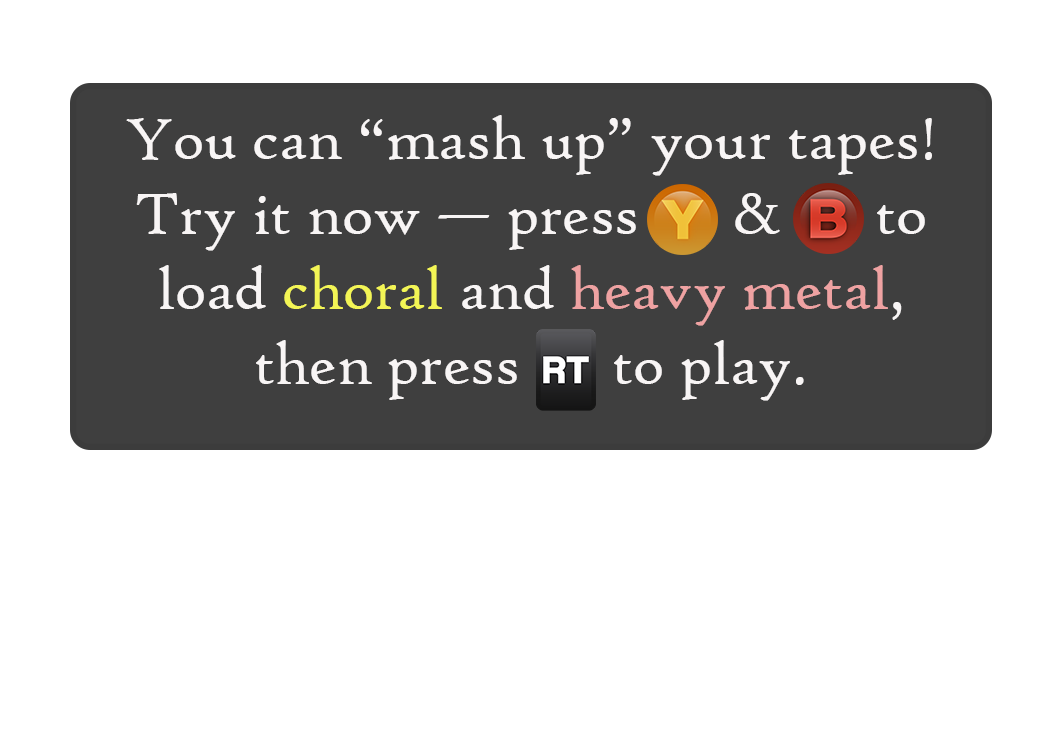 You can “mash up” your tapes!
Try it now — press Y & B to
load choral and heavy metal,
then press RT to play.